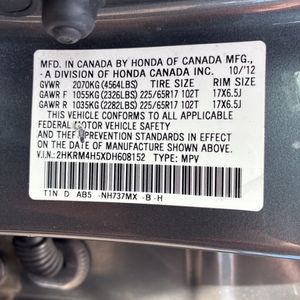 MFD. IN CANADA BY HONDA OF CANADA MFG.,
- A DIVISION OF HONDA CANADA INC. 10/'12
GVWR 2070KG (4564LBS) TIRE SIZE RIM SIZE
GAWR F 1055KG (2326LBS) 225/65R17 102T 17X6.5J
GAWR R 1035KG (2282LBS) 225/65R17 102T 17X6.5J
THIS VEHICLE CONFORMS TO ALL APPLICABLE
FEDERAL MOTOR VEHICLE SAFETY
AND THEFT PREVENTION STANDARDS IN EFFECT ON THE
DATE OF MANUFACTURE SHOWN ABOVE.
V.I.N.: 2HKRM4H5XDH608152 TYPE: MPV
T1N D AB5 -NH737MX -B -H